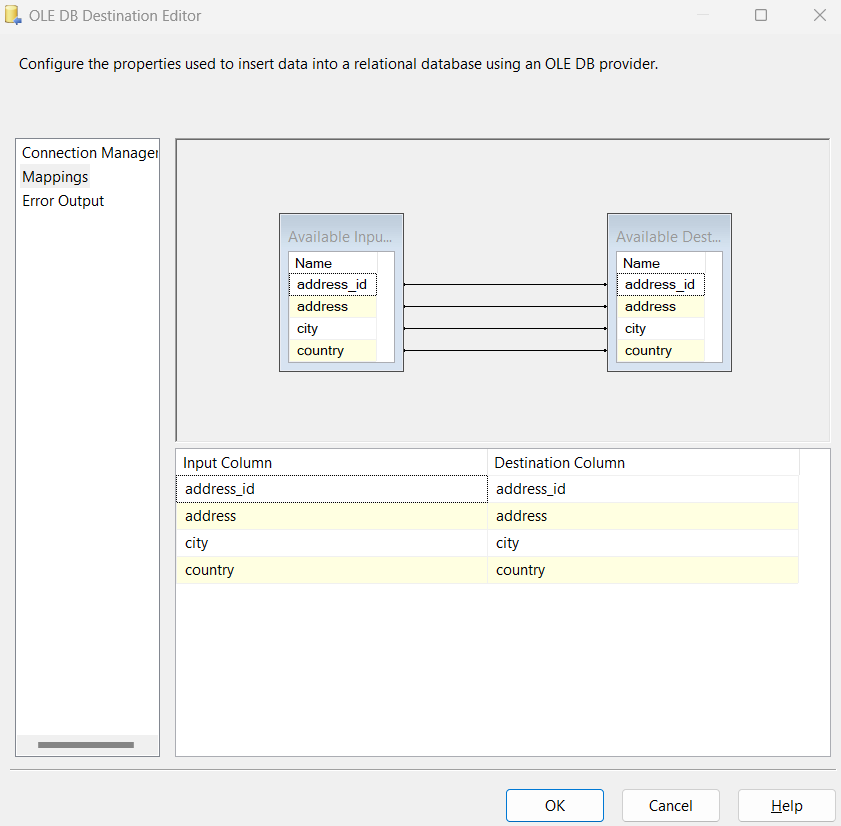 OLE DB Destination Editor
Configure the properties used to insert data into a relational database using an OLE DB provider.
Connection Manager
Mappings
Error Output
Available Inpu...
Name
address_id
address
city
country
Available Dest...
Name
address_id
address
city
country
Input Column Destination Column
address_id address_id
address address
city city
country country
OK Cancel Help